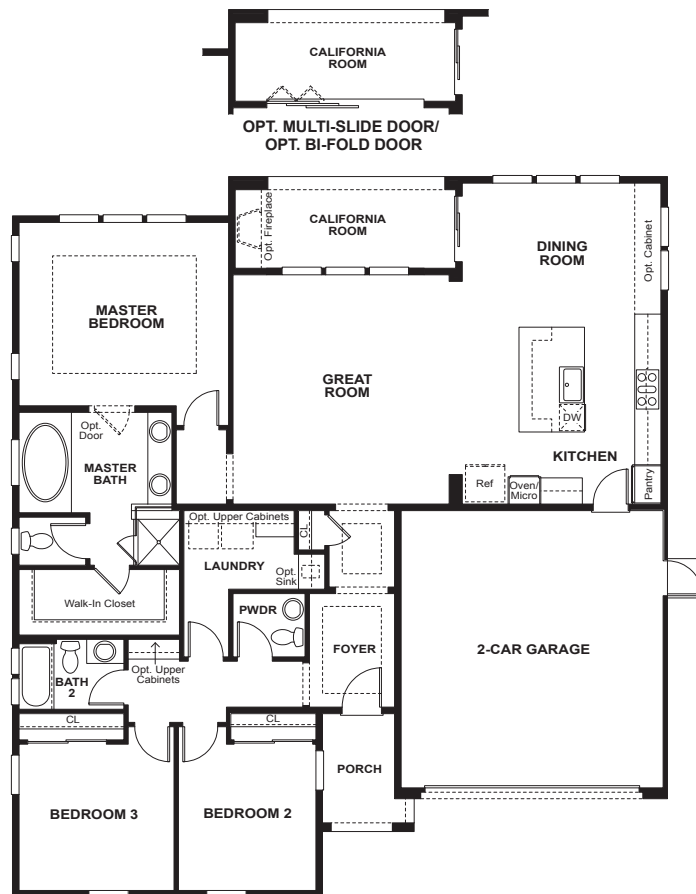 CALIFORNIA
ROOM
OPT. MULTI-SLIDE DOOR/
OPT. BI-FOLD DOOR
Opt. Fireplace
CALIFORNIA
ROOM
DINING
ROOM
Opt. Cabinet
MASTER
BEDROOM
GREAT
ROOM
DW
KITCHEN
Opt.
Door
MASTER
BATH
Ref
Oven/
Micro
Pantry
Opt. Upper Cabinets
CL
LAUNDRY
Opt.
Sink
Walk-In Closet
PWDR
FOYER
2-CAR GARAGE
BATH
2
Opt. Upper
Cabinets
CL
CL
PORCH
BEDROOM 3
BEDROOM 2